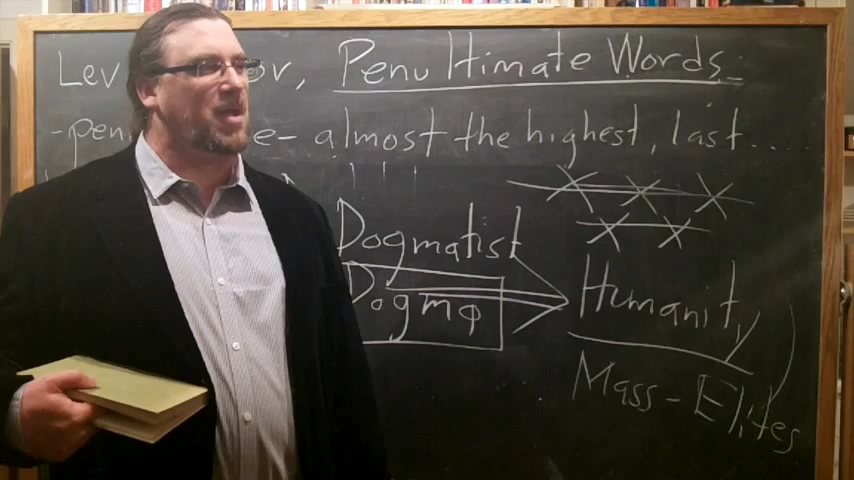 Lev ov, Penultimate Words
-pen e- almost the highest, last....
Dogmatist
Dogma Humanity
Mass-Elites